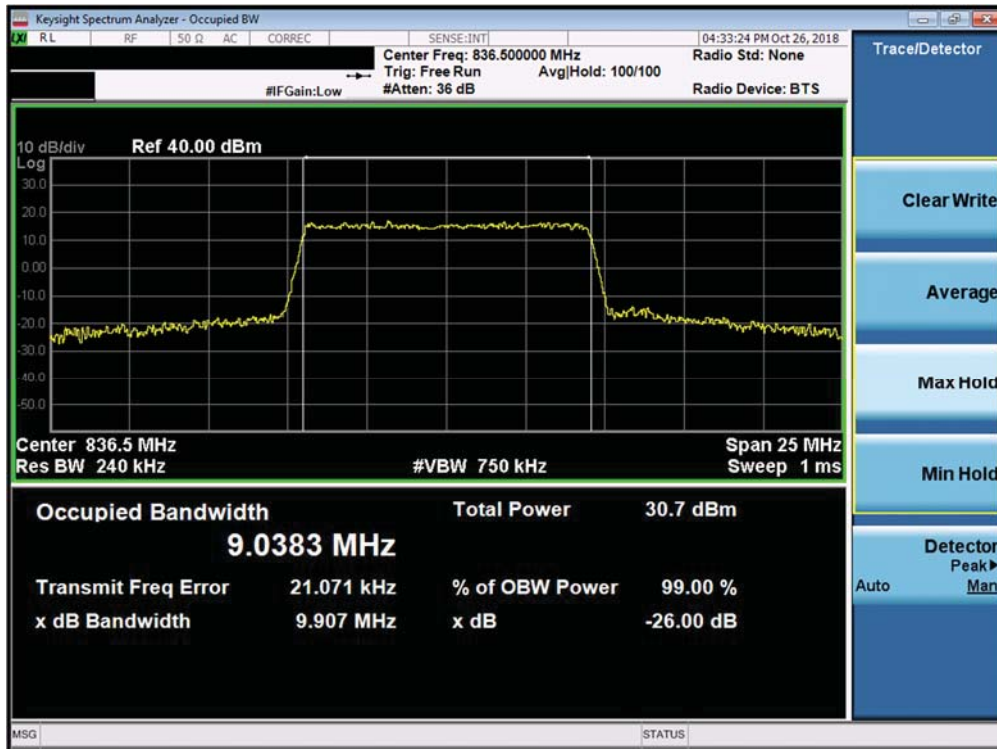 Keysight Spectrum Analyzer - Occupied BW
LXI RL RF 50 Ω AC CORREC SENSE:INT 04:33:24 PM Oct 26, 2018
Center Freq: 836.500000 MHz Radio Std: None
Trig: Free Run Avg|Hold: 100/100
#IFGain:Low #Atten: 36 dB Radio Device: BTS
Trace/Detector
10 dB/div Ref 40.00 dBm
Log
30.0
20.0
10.0
0.00
-10.0
-20.0
-30.0
-40.0
-50.0
Center 836.5 MHz Span 25 MHz
Res BW 240 kHz #VBW 750 kHz Sweep 1 ms
Occupied Bandwidth Total Power 30.7 dBm
9.0383 MHz
Transmit Freq Error 21.071 kHz % of OBW Power 99.00 %
x dB Bandwidth 9.907 MHz x dB -26.00 dB
Clear Write
Average
Max Hold
Min Hold
Detector
Peak▶
Auto Man
MSG STATUS